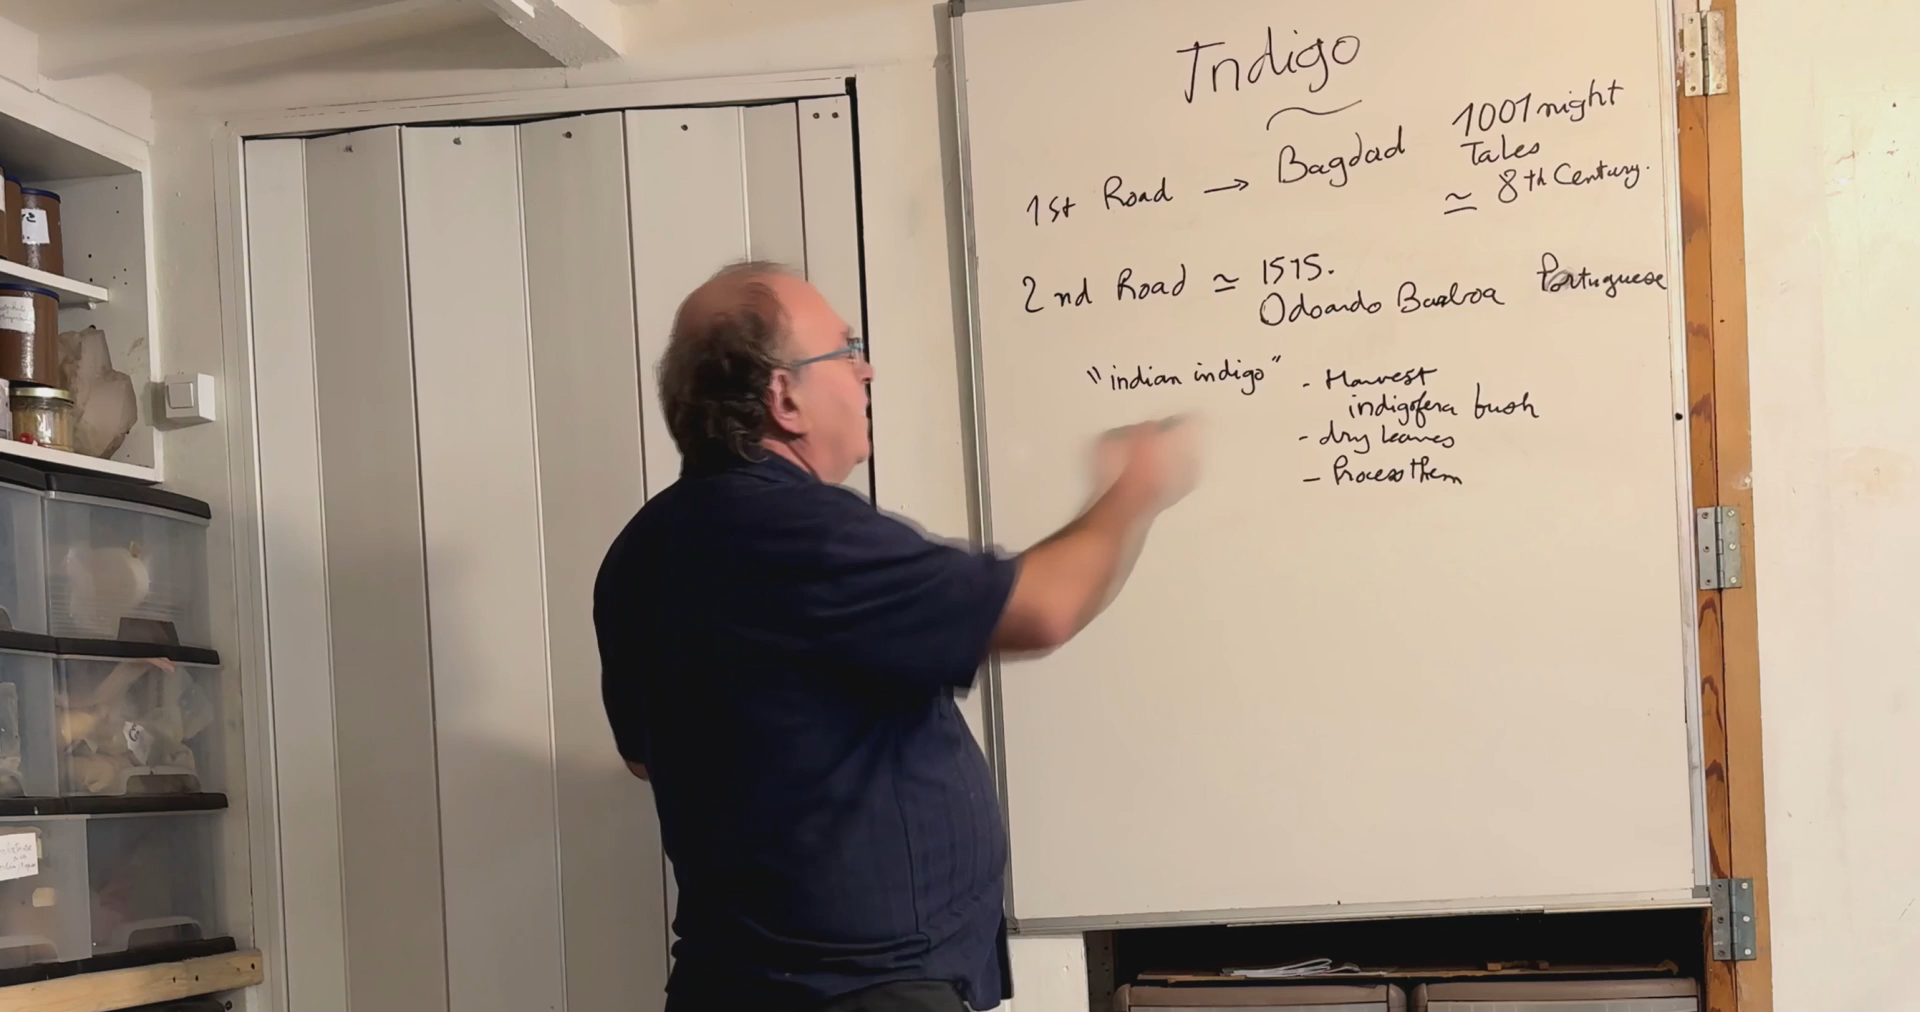 Indigo
1st Road → Bagdad
1001 night
Tales
≃ 8th Century.
2nd Road ≃ 1515.
Odoardo Barboa Portuguese
"indian indigo"
- Harvest
indigofera bush
- dry leaves
- Process them